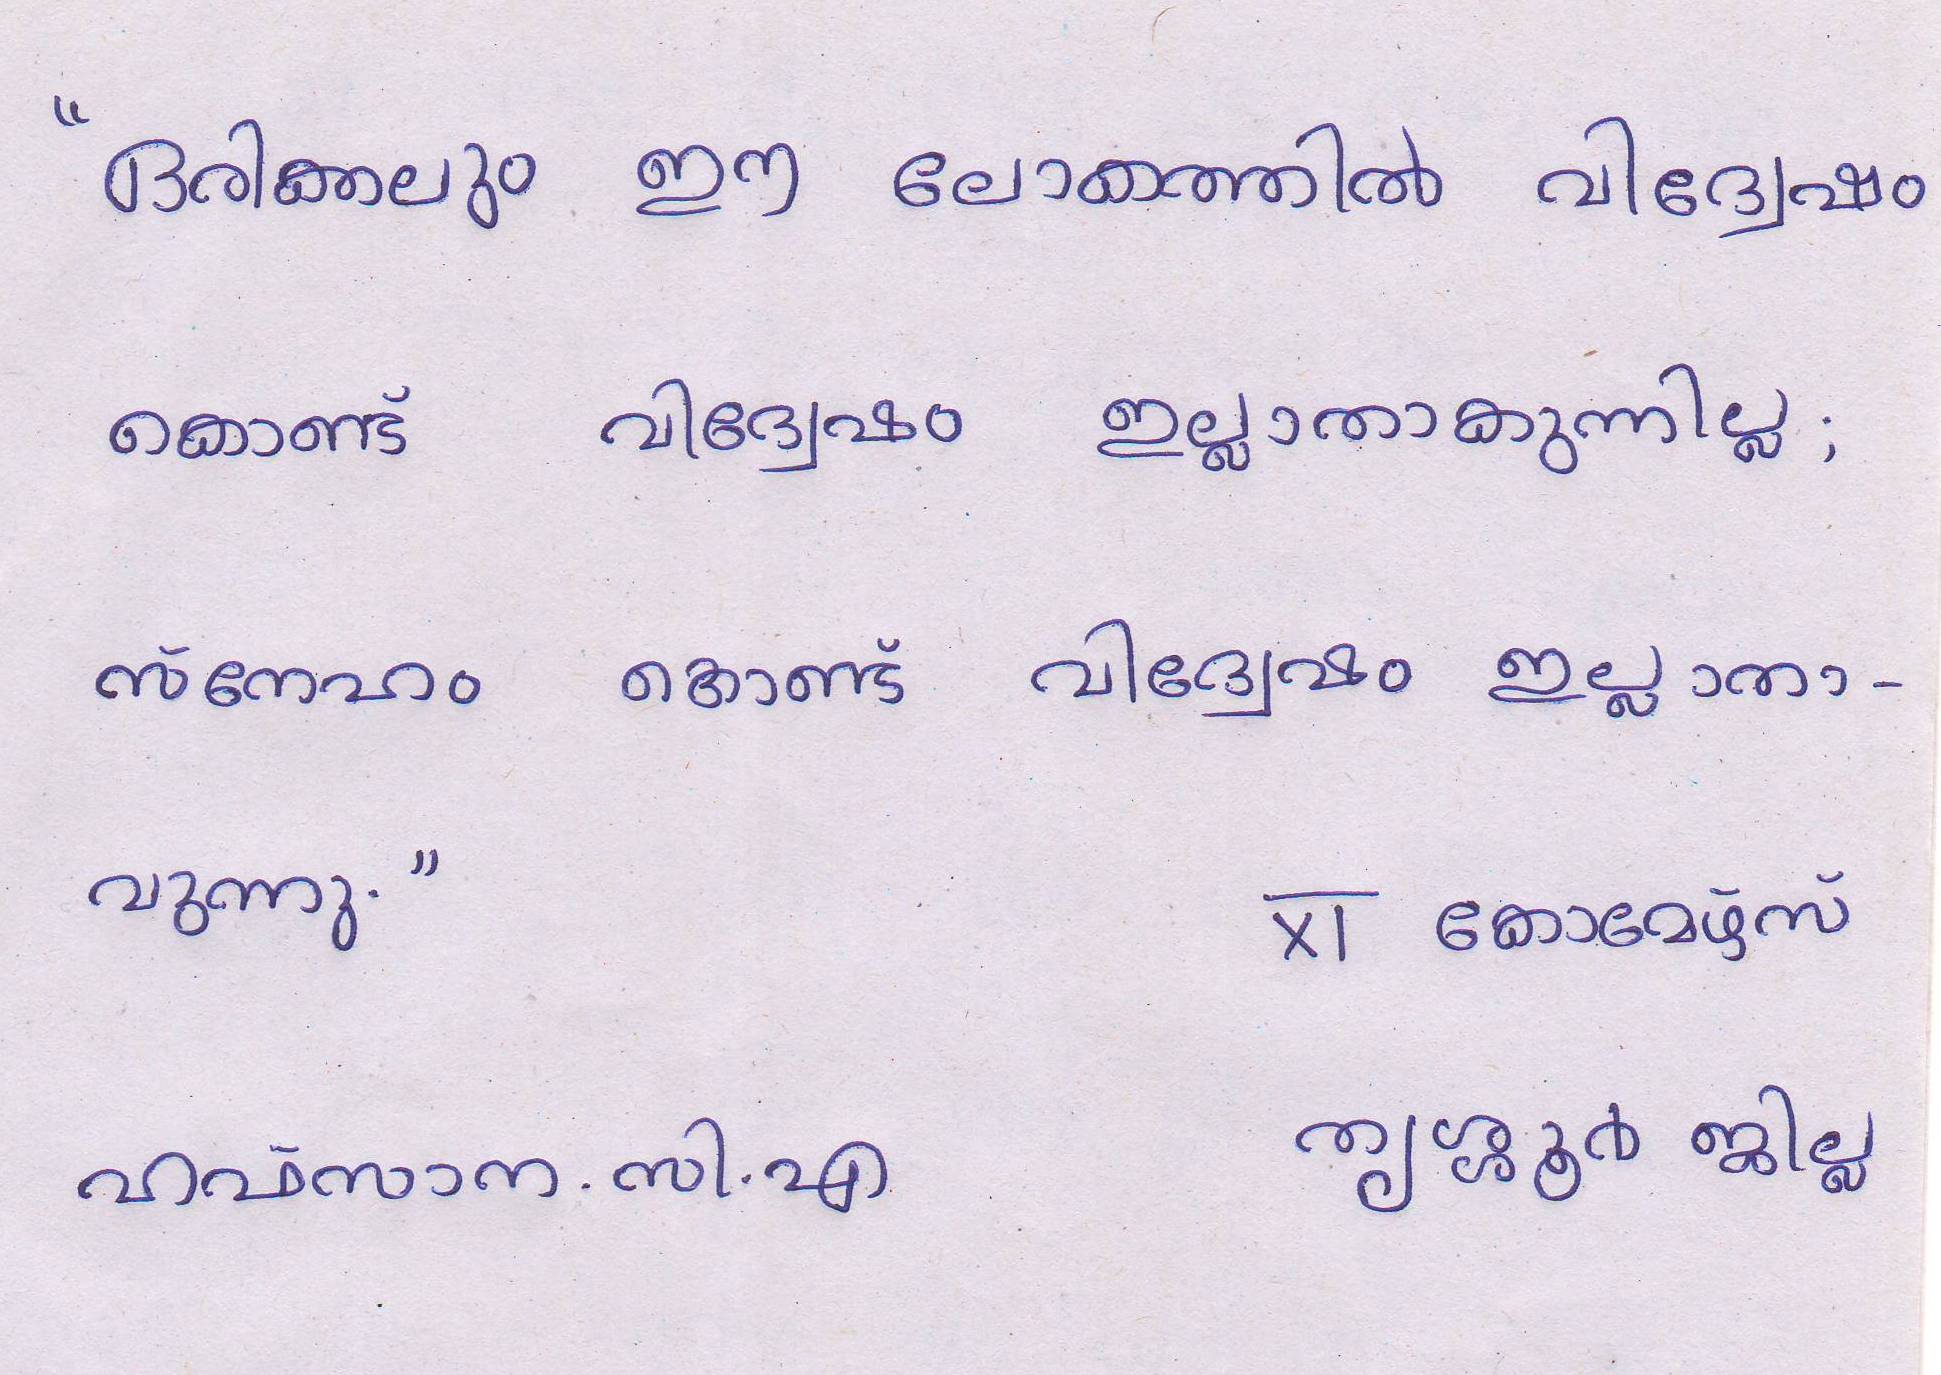 “ഒരിക്കലും ഈ ലോകത്തിൽ വിദ്വേഷം
കൊണ്ട് വിദ്വേഷം ഇല്ലാതാകുന്നില്ല;
സ്നേഹം കൊണ്ട് വിദ്വേഷം ഇല്ലാതാ-
വുന്നു.”
XI കോമേഴ്സ്
തൃശ്ശൂർ ജില്ല
ഹഫ്സാന.സി.എ